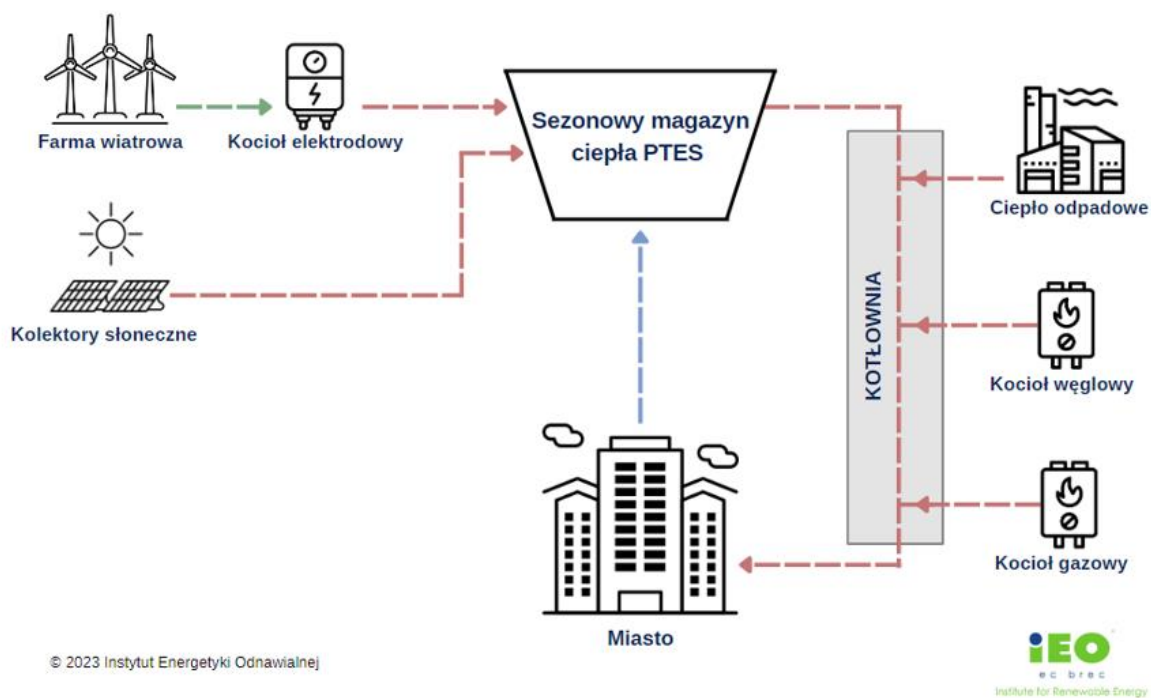 Farma wiatrowa
Kocioł elektrodowy
Sezonowy magazyn
ciepła PTES
Ciepło odpadowe
Kolektory słoneczne
KOTŁOWNIA
Kocioł węglowy
Kocioł gazowy
Miasto
© 2023 Instytut Energetyki Odnawialnej
iEO
ec brec
Institute for Renewable Energy